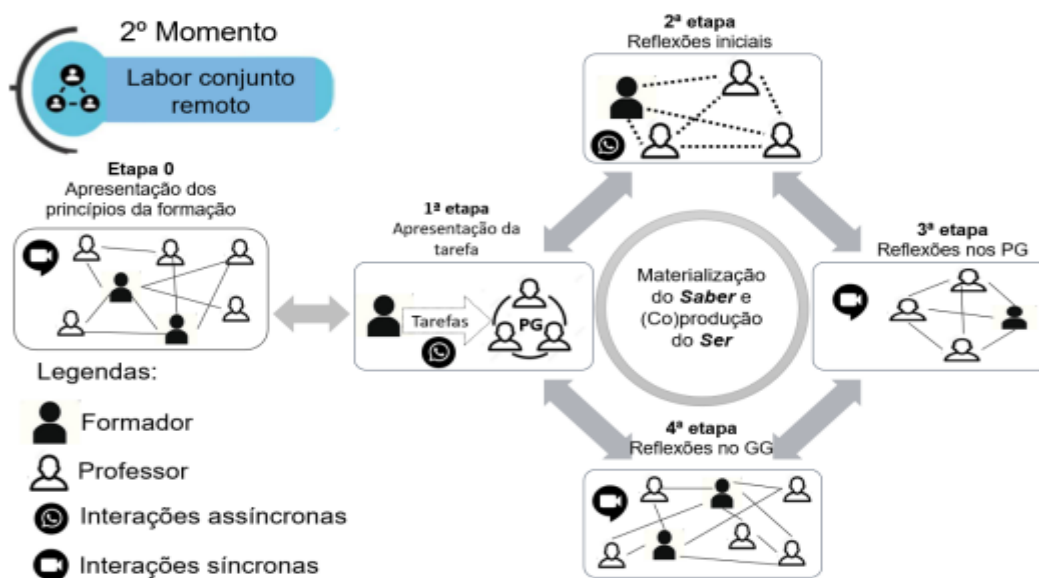 2º Momento
Labor conjunto
remoto
Etapa 0
Apresentação dos
princípios da formação
1ª etapa
Apresentação da
tarefa
Tarefas
PG
2ª etapa
Reflexões iniciais
3ª etapa
Reflexões nos PG
4ª etapa
Reflexões no GG
Materialização
do Saber e
(Co)produção
do Ser
Legendas:
Formador
Professor
Interações assíncronas
Interações síncronas